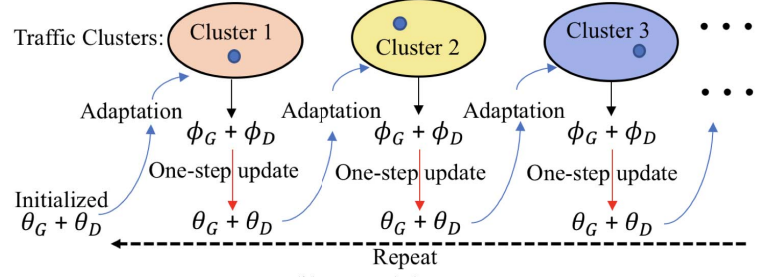 Traffic Clusters:
Cluster 1
Cluster 2
Cluster 3
Adaptation
Adaptation
Adaptation
ϕ_G + ϕ_D
ϕ_G + ϕ_D
ϕ_G + ϕ_D
One-step update
One-step update
One-step update
Initialized
θ_G + θ_D
θ_G + θ_D
θ_G + θ_D
θ_G + θ_D
Repeat